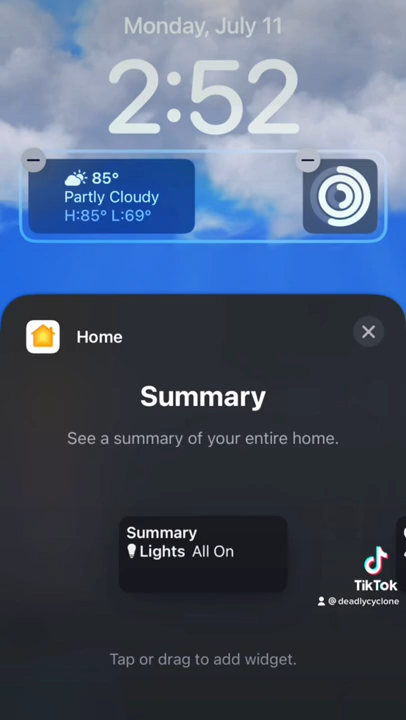 Monday, July 11
2:52
85°
Partly Cloudy
H:85° L:69°
Home
Summary
See a summary of your entire home.
Summary
Lights All On
TikTok
@deadlycyclone
Tap or drag to add widget.